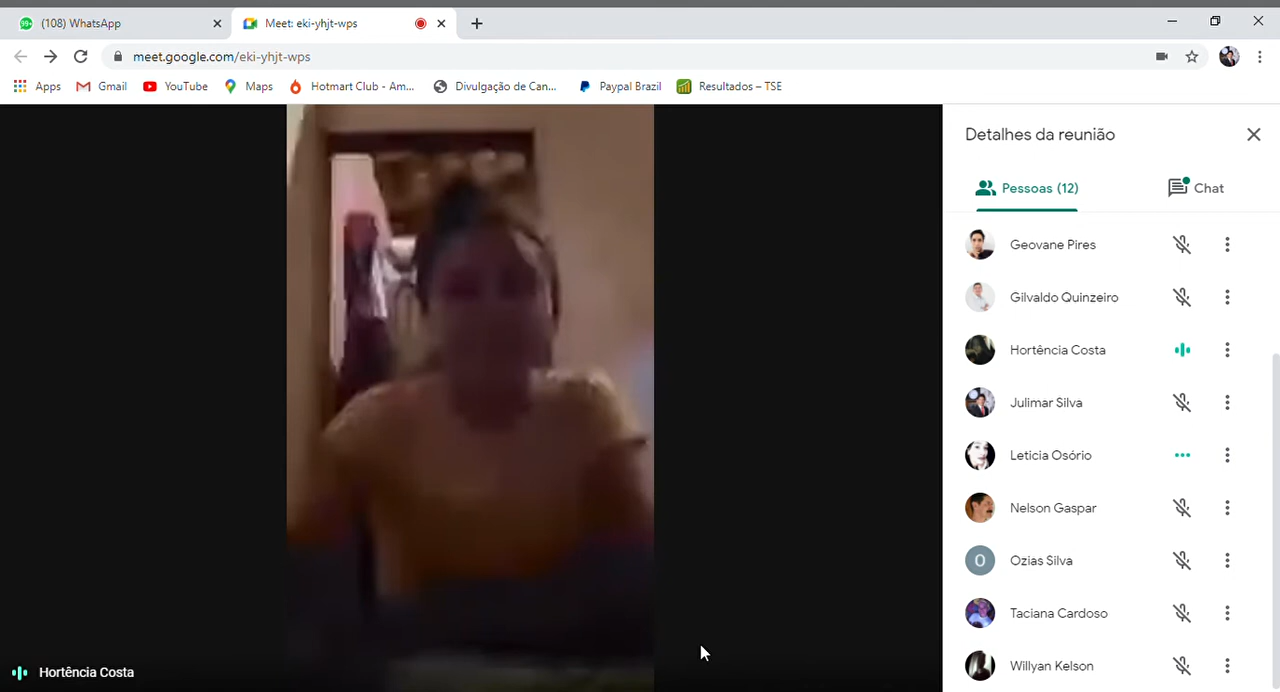 99+ (108) WhatsApp
Meet: eki-yhjt-wps
meet.google.com/eki-yhjt-wps
Apps
Gmail
YouTube
Maps
Hotmart Club - Am...
Divulgação de Can...
Paypal Brazil
Resultados – TSE
Detalhes da reunião
Pessoas (12)
Chat
Geovane Pires
Gilvaldo Quinzeiro
Hortência Costa
Julimar Silva
Leticia Osório
Nelson Gaspar
O Ozias Silva
Taciana Cardoso
Willyan Kelson
Hortência Costa